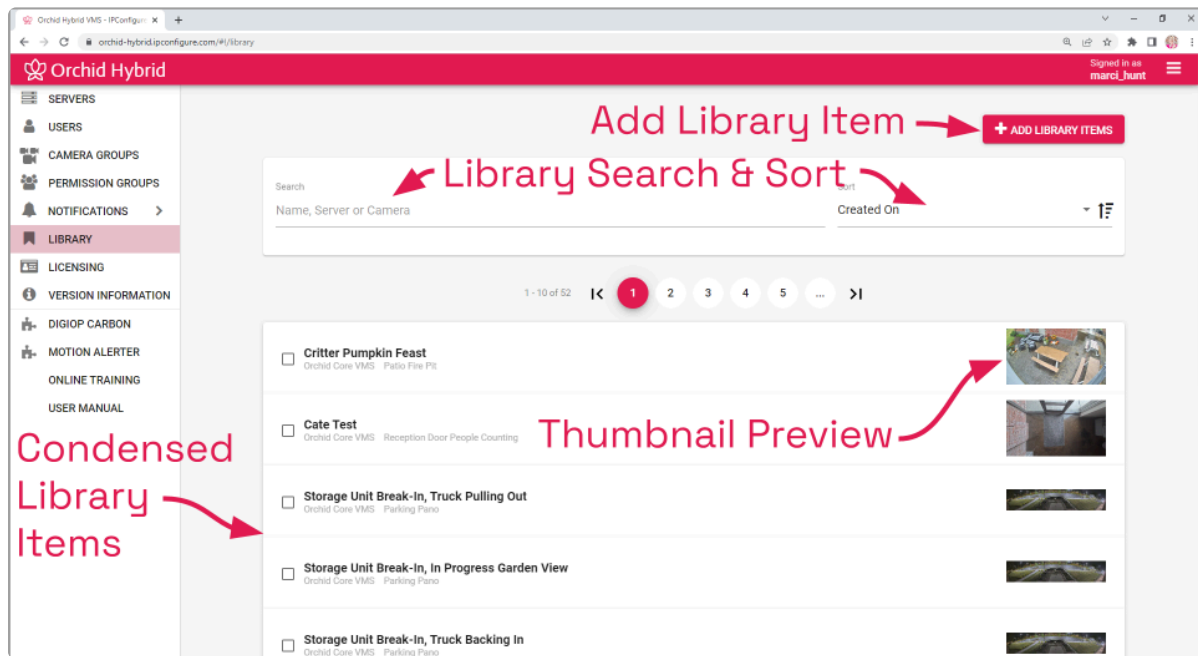 Orchid Hybrid VMS - IPConfigure
orchid-hybrid.ipconfigure.com/#!/library
Orchid Hybrid
Signed in as
marci_hunt
SERVERS
USERS
CAMERA GROUPS
PERMISSION GROUPS
NOTIFICATIONS
LIBRARY
LICENSING
VERSION INFORMATION
DIGIOP CARBON
MOTION ALERTER
ONLINE TRAINING
USER MANUAL
Add Library Item
ADD LIBRARY ITEMS
Library Search & Sort
Search
Sort
Name, Server or Camera
Created On
1 - 10 of 52
1 2 3 4 5 ...
Critter Pumpkin Feast
Orchid Core VMS Patio Fire Pit
Cate Test
Orchid Core VMS Reception Door People Counting
Thumbnail Preview
Condensed
Library
Items
Storage Unit Break-In, Truck Pulling Out
Orchid Core VMS Parking Pano
Storage Unit Break-In, In Progress Garden View
Orchid Core VMS Parking Pano
Storage Unit Break-In, Truck Backing In
Orchid Core VMS Parking Pano